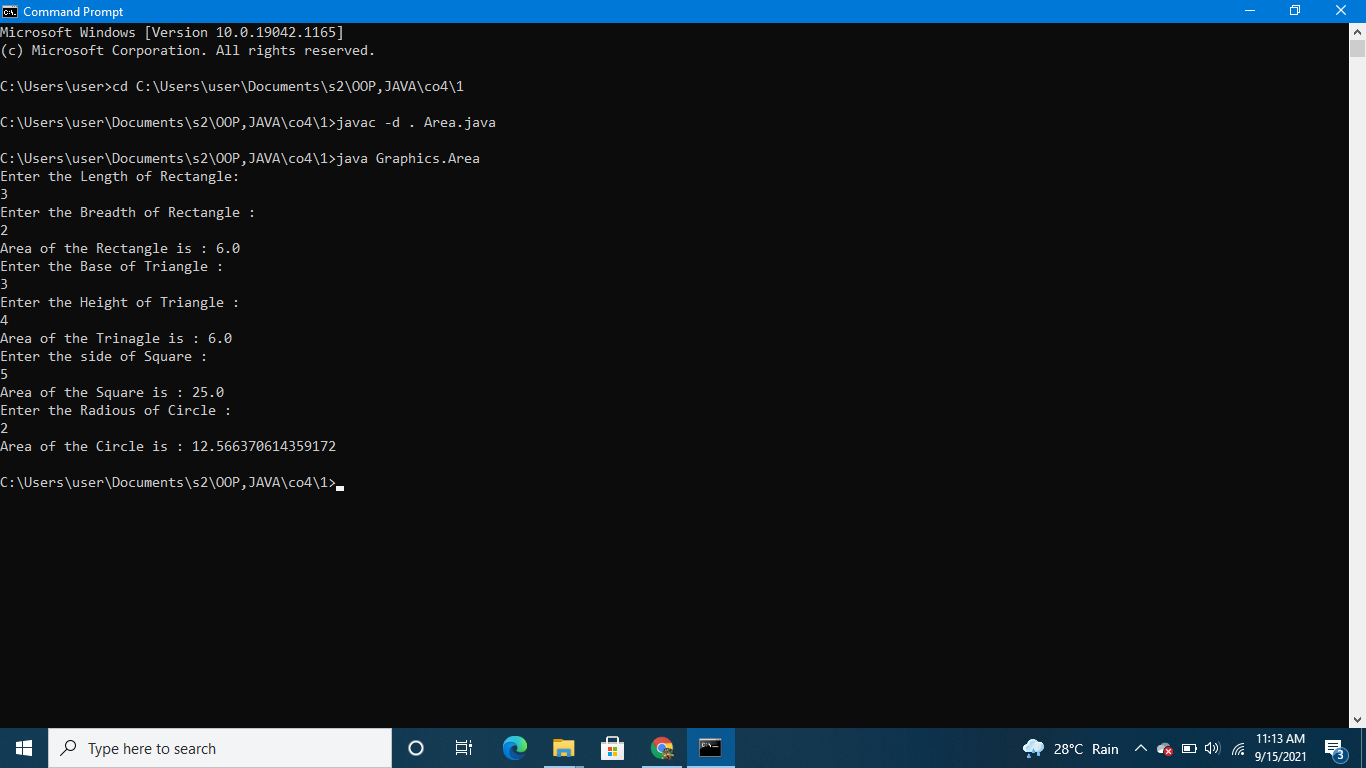 Command Prompt
Microsoft Windows [Version 10.0.19042.1165]
(c) Microsoft Corporation. All rights reserved.
C:\Users\user>cd C:\Users\user\Documents\s2\OOP,JAVA\co4\1
C:\Users\user\Documents\s2\OOP,JAVA\co4\1>javac -d . Area.java
C:\Users\user\Documents\s2\OOP,JAVA\co4\1>java Graphics.Area
Enter the Length of Rectangle:
3
Enter the Breadth of Rectangle :
2
Area of the Rectangle is : 6.0
Enter the Base of Triangle :
3
Enter the Height of Triangle :
4
Area of the Trinagle is : 6.0
Enter the side of Square :
5
Area of the Square is : 25.0
Enter the Radious of Circle :
2
Area of the Circle is : 12.566370614359172
C:\Users\user\Documents\s2\OOP,JAVA\co4\1>
Type here to search
28°C Rain
11:13 AM
9/15/2021
3